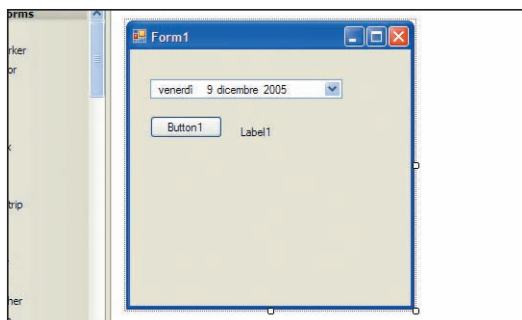 orms
rker
or
k
trip
her
Form1
venerdì 9 dicembre 2005
Button1
Label1